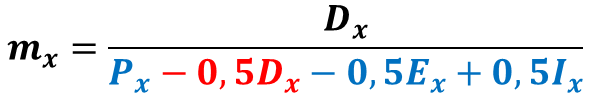 mₓ = Dₓ / (Pₓ − 0,5Dₓ − 0,5Eₓ + 0,5Iₓ)